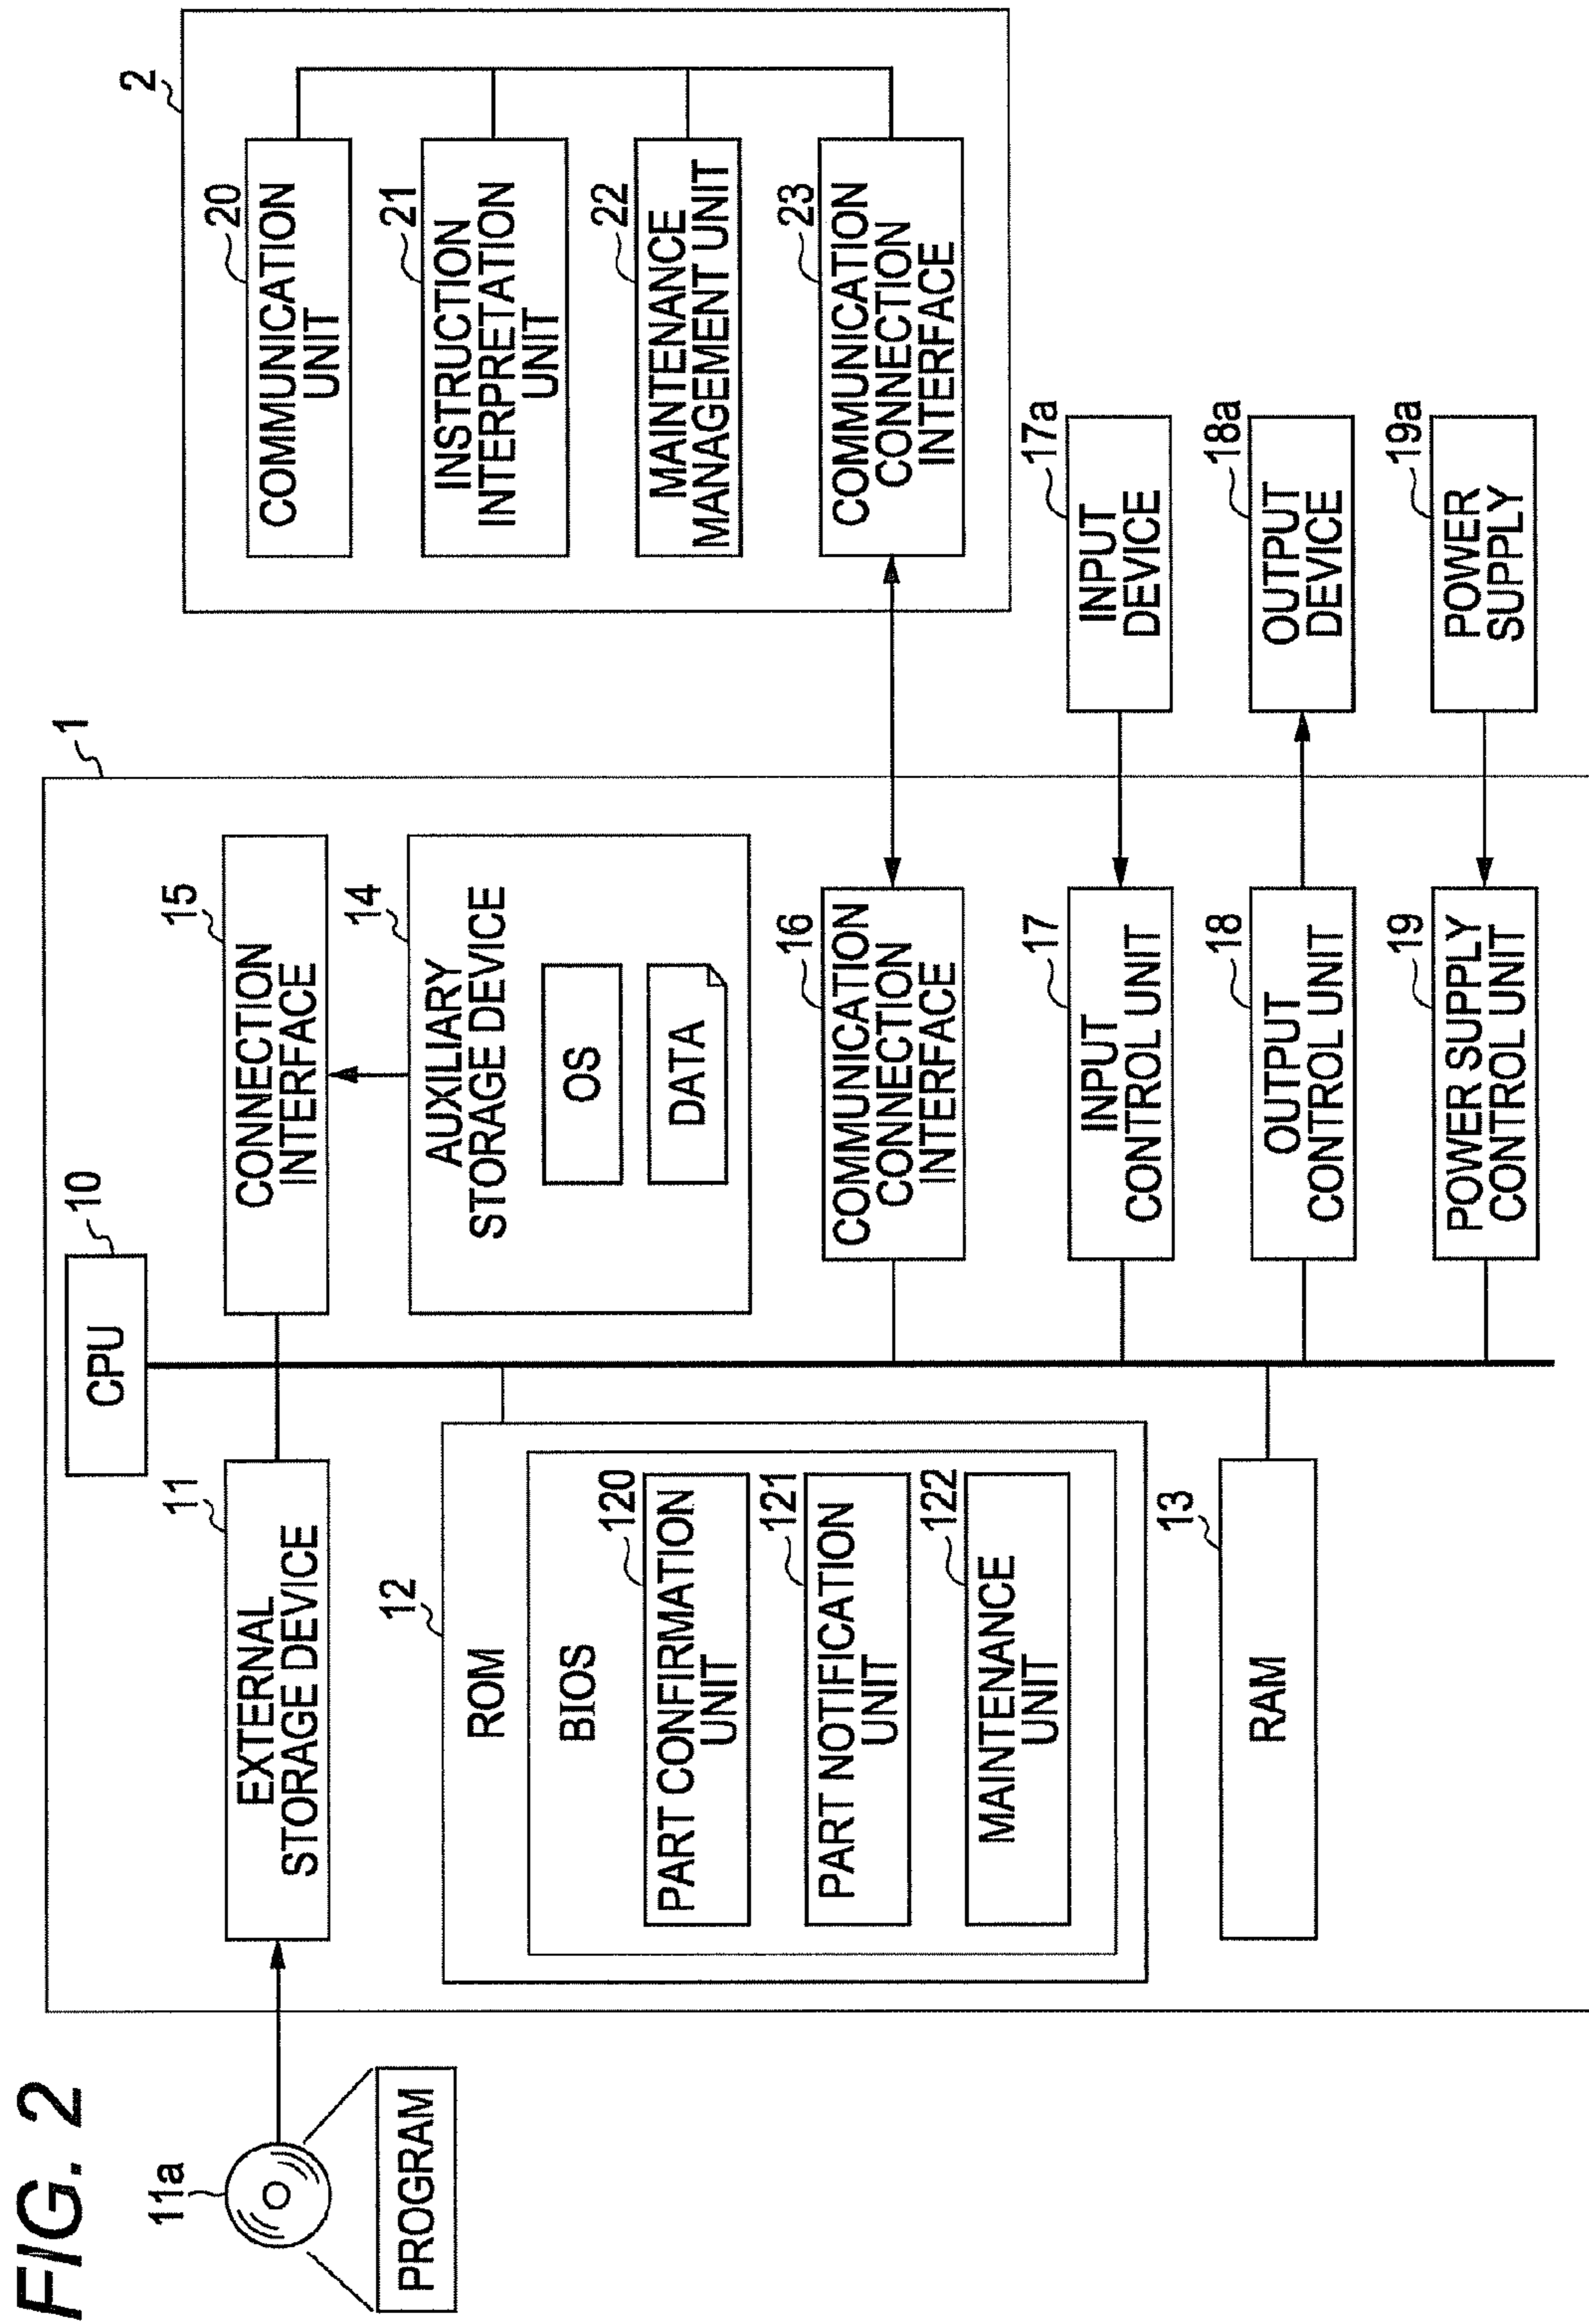 FIG. 2
11a
PROGRAM
1
11
EXTERNAL
STORAGE DEVICE
10
CPU
15
CONNECTION
INTERFACE
12
ROM
BIOS
120
PART CONFIRMATION
UNIT
121
PART NOTIFICATION
UNIT
122
MAINTENANCE
UNIT
13
RAM
14
AUXILIARY
STORAGE DEVICE
OS
DATA
16
COMMUNICATION
CONNECTION
INTERFACE
17
INPUT
CONTROL UNIT
18
OUTPUT
CONTROL UNIT
19
POWER SUPPLY
CONTROL UNIT
2
20
COMMUNICATION
UNIT
21
INSTRUCTION
INTERPRETATION
UNIT
22
MAINTENANCE
MANAGEMENT UNIT
23
COMMUNICATION
CONNECTION
INTERFACE
17a
INPUT
DEVICE
18a
OUTPUT
DEVICE
19a
POWER
SUPPLY